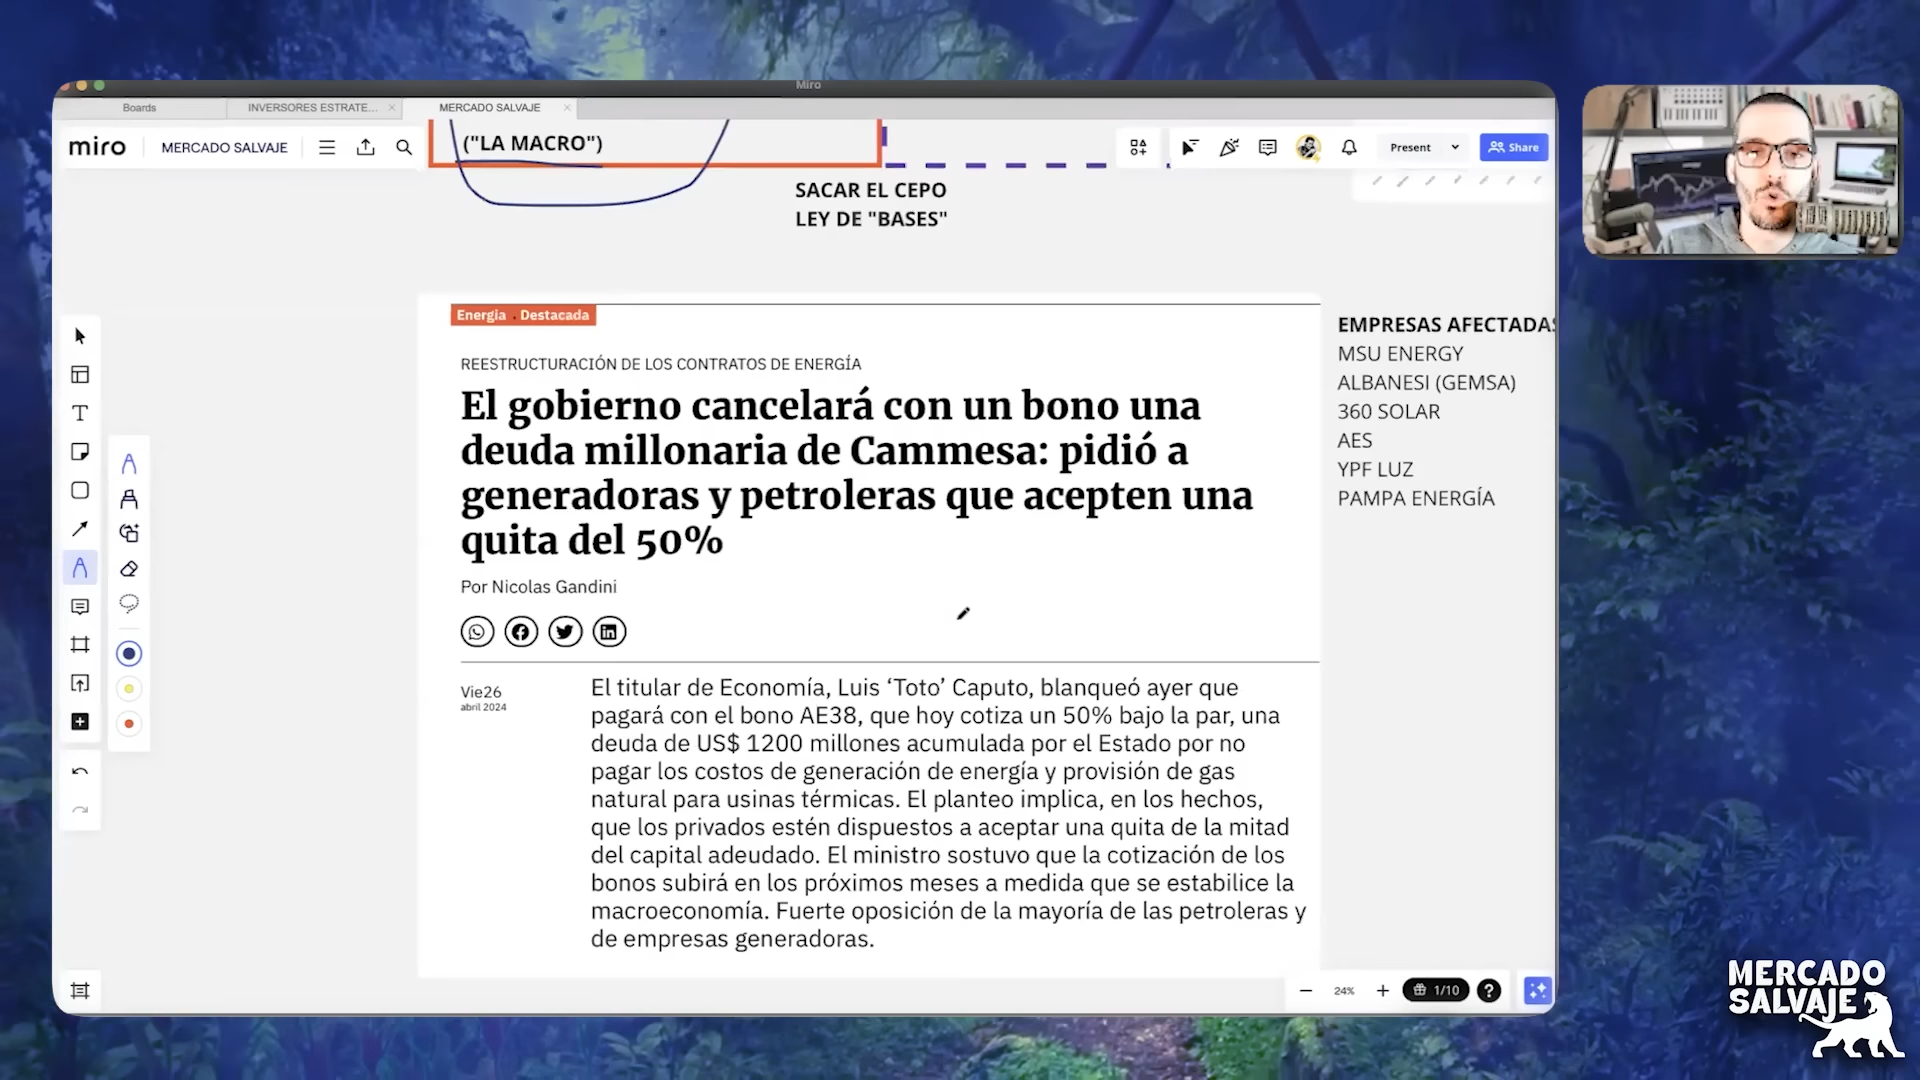 Miro
Boards
INVERSORES ESTRATE...
MERCADO SALVAJE
miro
MERCADO SALVAJE
("LA MACRO")
Present
Share
SACAR EL CEPO
LEY DE "BASES"
Energia . Destacada
REESTRUCTURACIÓN DE LOS CONTRATOS DE ENERGÍA
El gobierno cancelará con un bono una
deuda millonaria de Cammesa: pidió a
generadoras y petroleras que acepten una
quita del 50%
Por Nicolas Gandini
Vie26
abril 2024
El titular de Economía, Luis ‘Toto’ Caputo, blanqueó ayer que
pagará con el bono AE38, que hoy cotiza un 50% bajo la par, una
deuda de US$ 1200 millones acumulada por el Estado por no
pagar los costos de generación de energía y provisión de gas
natural para usinas térmicas. El planteo implica, en los hechos,
que los privados estén dispuestos a aceptar una quita de la mitad
del capital adeudado. El ministro sostuvo que la cotización de los
bonos subirá en los próximos meses a medida que se estabilice la
macroeconomía. Fuerte oposición de la mayoría de las petroleras y
de empresas generadoras.
EMPRESAS AFECTADAS
MSU ENERGY
ALBANESI (GEMSA)
360 SOLAR
AES
YPF LUZ
PAMPA ENERGÍA
24%
1/10
MERCADO
SALVAJE